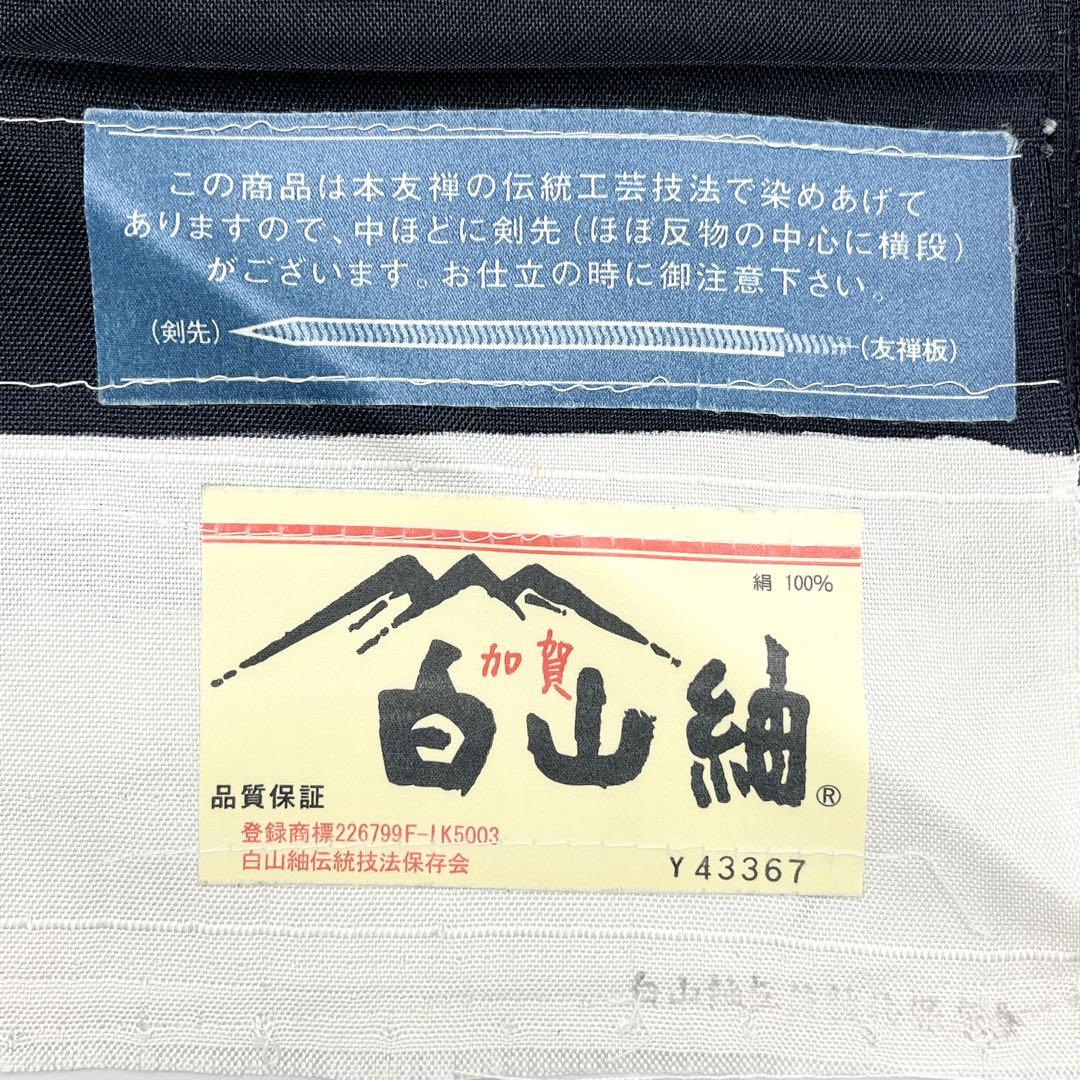 この商品は本友禅の伝統工芸技法で染めあげて
ありますので、中ほどに剣先(ほぼ反物の中心に横段)
がございます。お仕立の時に御注意下さい。
(剣先)
(友禅板)
絹 100%
加賀
白山紬
®
品質保証
登録商標226799F-IK5003
白山紬伝統技法保存会
Y 43367